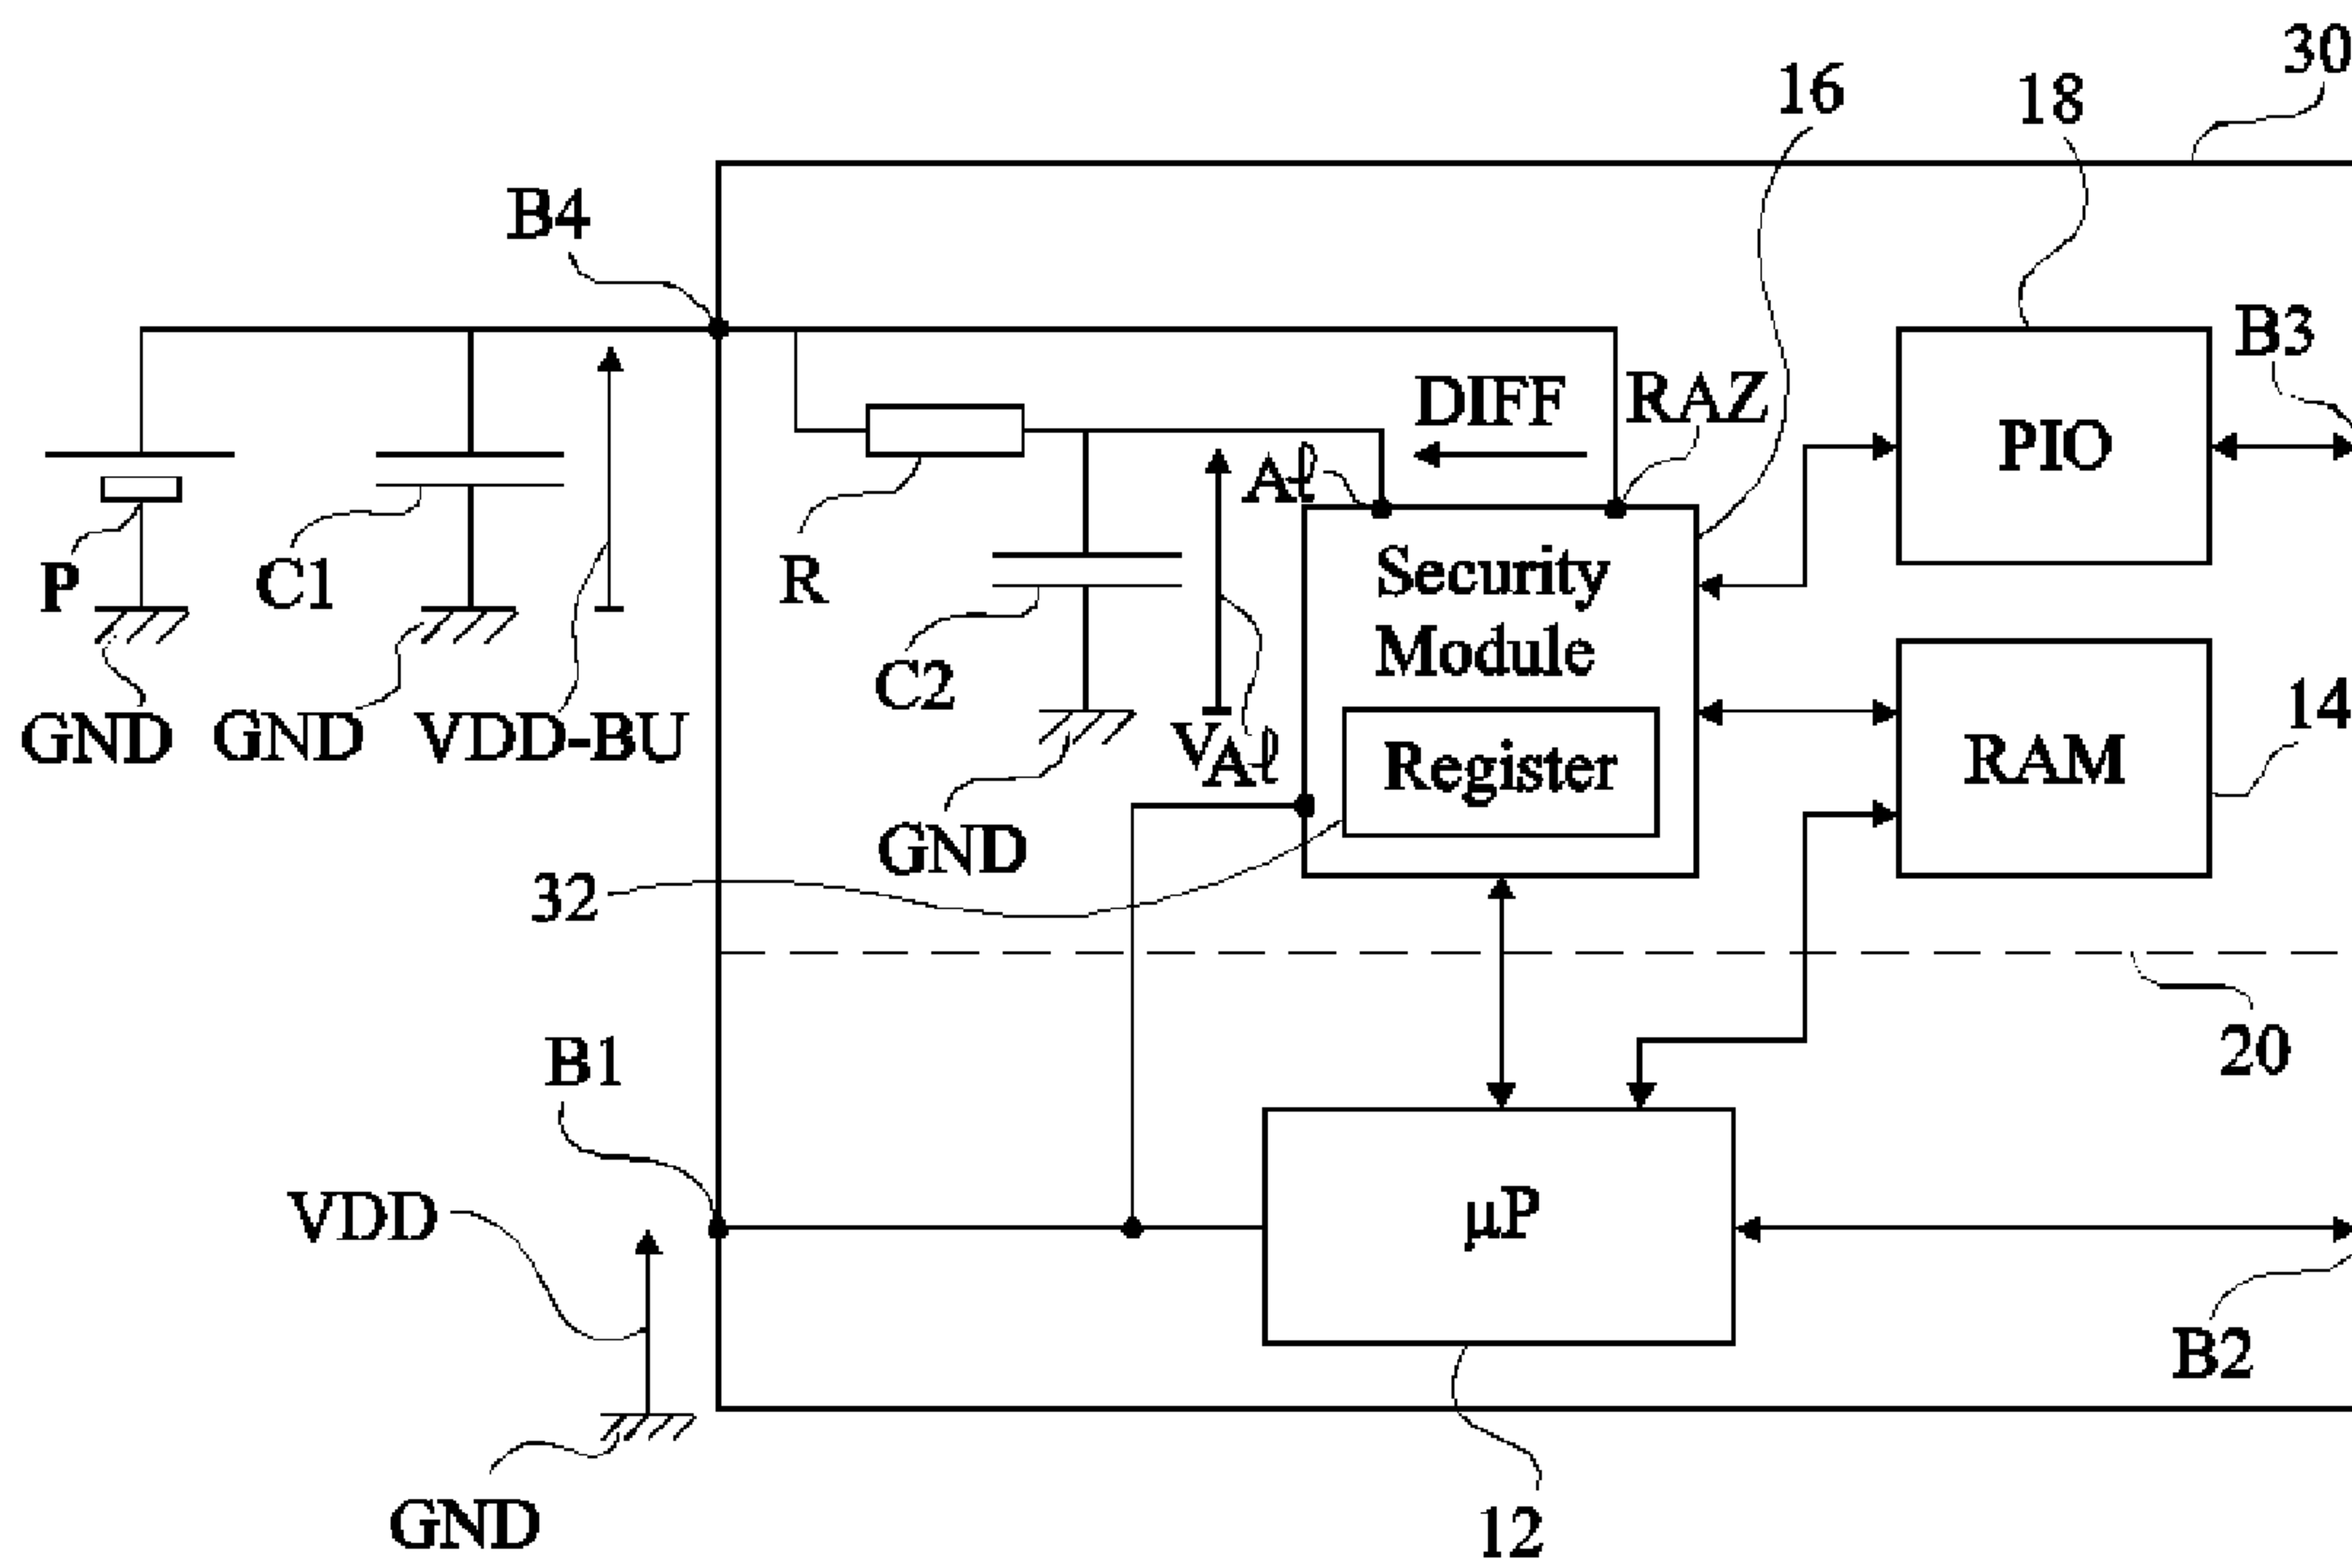 30
16
18
B4
B3
DIFF
RAZ
PIO
Aℓ
P
C1
R
Security
Module
C2
14
GND
GND
VDD-BU
VAℓ
Register
RAM
GND
32
20
B1
VDD
µP
B2
GND
12